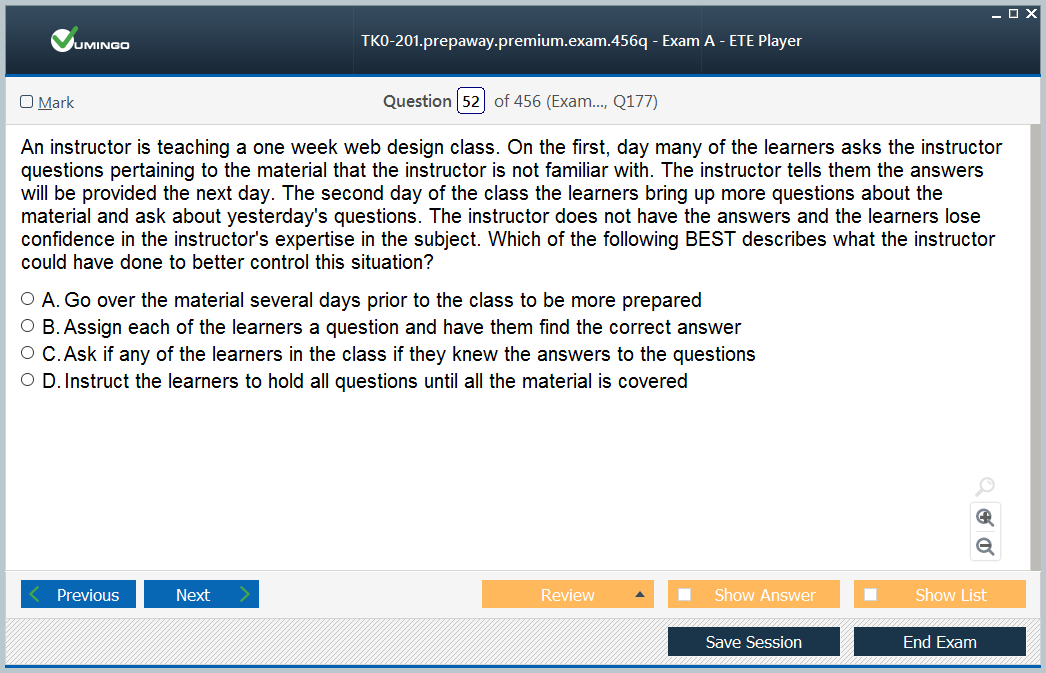 VUMINGO
TK0-201.prepaway.premium.exam.456q - Exam A - ETE Player
Mark
Question 52 of 456 (Exam..., Q177)
An instructor is teaching a one week web design class. On the first, day many of the learners asks the instructor
questions pertaining to the material that the instructor is not familiar with. The instructor tells them the answers
will be provided the next day. The second day of the class the learners bring up more questions about the
material and ask about yesterday's questions. The instructor does not have the answers and the learners lose
confidence in the instructor's expertise in the subject. Which of the following BEST describes what the instructor
could have done to better control this situation?
A. Go over the material several days prior to the class to be more prepared
B. Assign each of the learners a question and have them find the correct answer
C. Ask if any of the learners in the class if they knew the answers to the questions
D. Instruct the learners to hold all questions until all the material is covered
Previous Next Review Show Answer Show List
Save Session End Exam